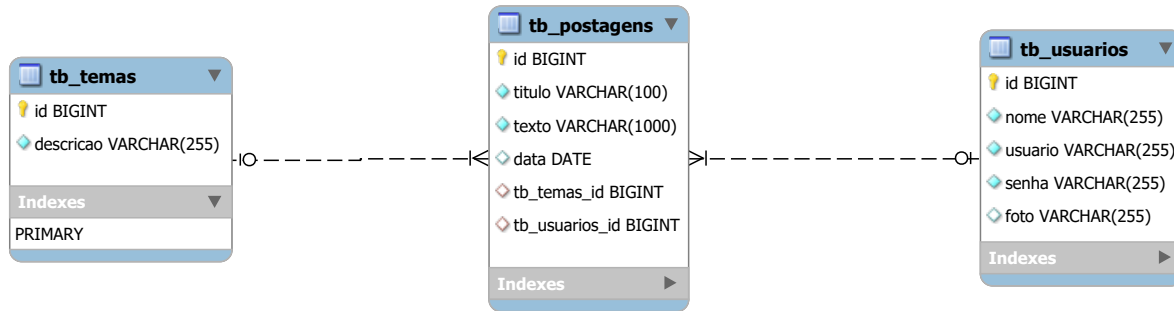 tb_temas
id BIGINT
descricao VARCHAR(255)
Indexes
PRIMARY
tb_postagens
id BIGINT
titulo VARCHAR(100)
texto VARCHAR(1000)
data DATE
tb_temas_id BIGINT
tb_usuarios_id BIGINT
Indexes
tb_usuarios
id BIGINT
nome VARCHAR(255)
usuario VARCHAR(255)
senha VARCHAR(255)
foto VARCHAR(255)
Indexes